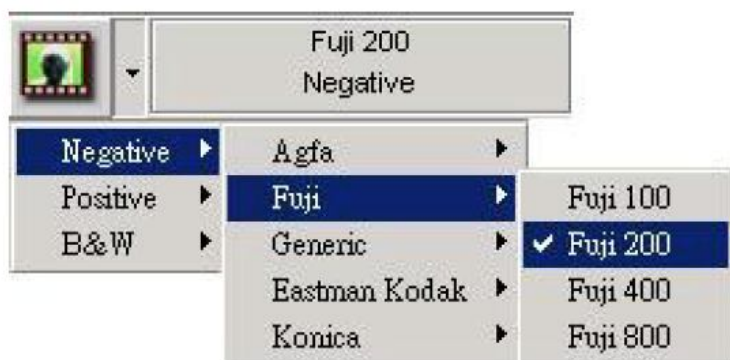 Fuji 200
Negative
Negative
Positive
B&W
Agfa
Fuji
Generic
Eastman Kodak
Konica
Fuji 100
Fuji 200
Fuji 400
Fuji 800